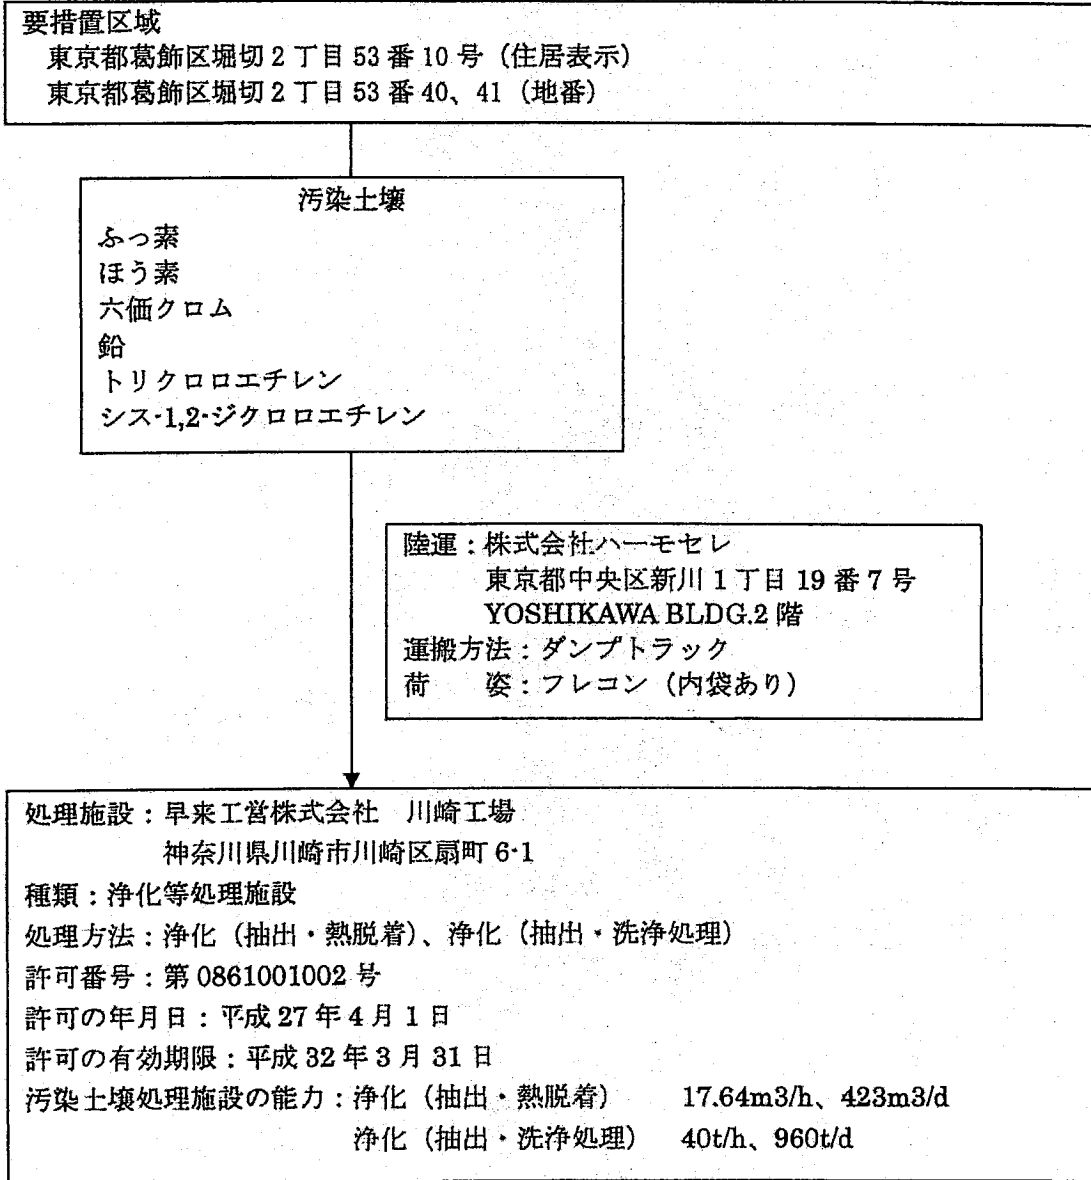 要措置区域
東京都葛飾区堀切2丁目53番10号（住居表示）
東京都葛飾区堀切2丁目53番40、41（地番）
汚染土壌
ふっ素
ほう素
六価クロム
鉛
トリクロロエチレン
シス-1,2-ジクロロエチレン
陸運：株式会社ハーモセレ
東京都中央区新川1丁目19番7号
YOSHIKAWA BLDG.2階
運搬方法：ダンプトラック
荷　　姿：フレコン（内袋あり）
処理施設：早来工営株式会社　川崎工場
神奈川県川崎市川崎区扇町6-1
種類：浄化等処理施設
処理方法：浄化（抽出・熱脱着）、浄化（抽出・洗浄処理）
許可番号：第0861001002号
許可の年月日：平成27年4月1日
許可の有効期限：平成32年3月31日
汚染土壌処理施設の能力：浄化（抽出・熱脱着）　　17.64m3/h、423m3/d
浄化（抽出・洗浄処理）　40t/h、960t/d